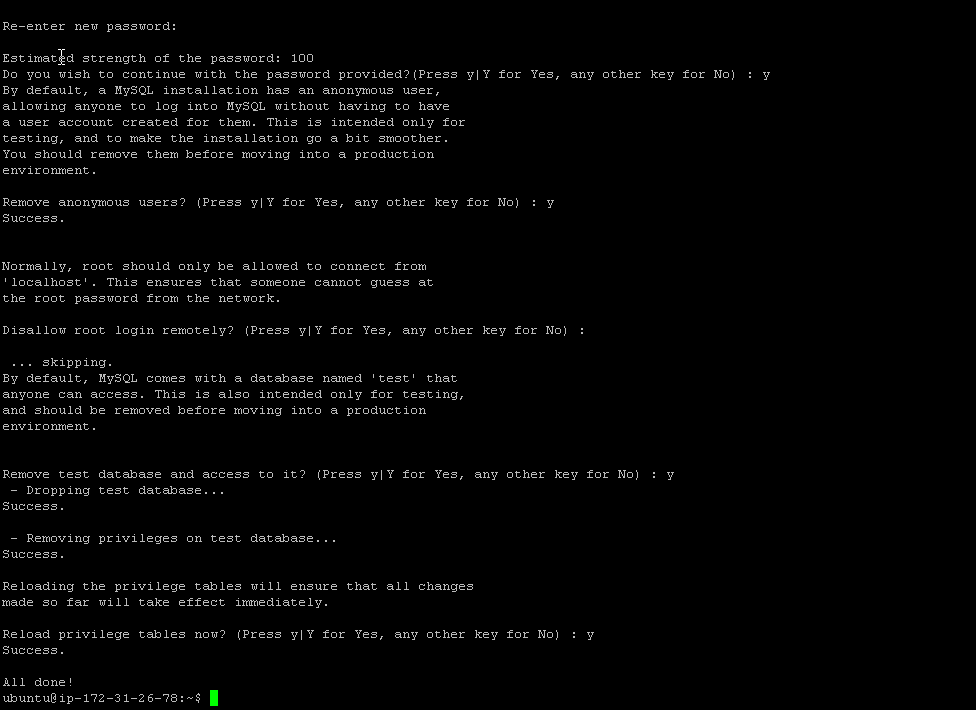 Re-enter new password:
Estimated strength of the password: 100
Do you wish to continue with the password provided?(Press y|Y for Yes, any other key for No) : y
By default, a MySQL installation has an anonymous user,
allowing anyone to log into MySQL without having to have
a user account created for them. This is intended only for
testing, and to make the installation go a bit smoother.
You should remove them before moving into a production
environment.
Remove anonymous users? (Press y|Y for Yes, any other key for No) : y
Success.
Normally, root should only be allowed to connect from
'localhost'. This ensures that someone cannot guess at
the root password from the network.
Disallow root login remotely? (Press y|Y for Yes, any other key for No) :
... skipping.
By default, MySQL comes with a database named 'test' that
anyone can access. This is also intended only for testing,
and should be removed before moving into a production
environment.
Remove test database and access to it? (Press y|Y for Yes, any other key for No) : y
- Dropping test database...
Success.
- Removing privileges on test database...
Success.
Reloading the privilege tables will ensure that all changes
made so far will take effect immediately.
Reload privilege tables now? (Press y|Y for Yes, any other key for No) : y
Success.
All done!
ubuntu@ip-172-31-26-78:~$